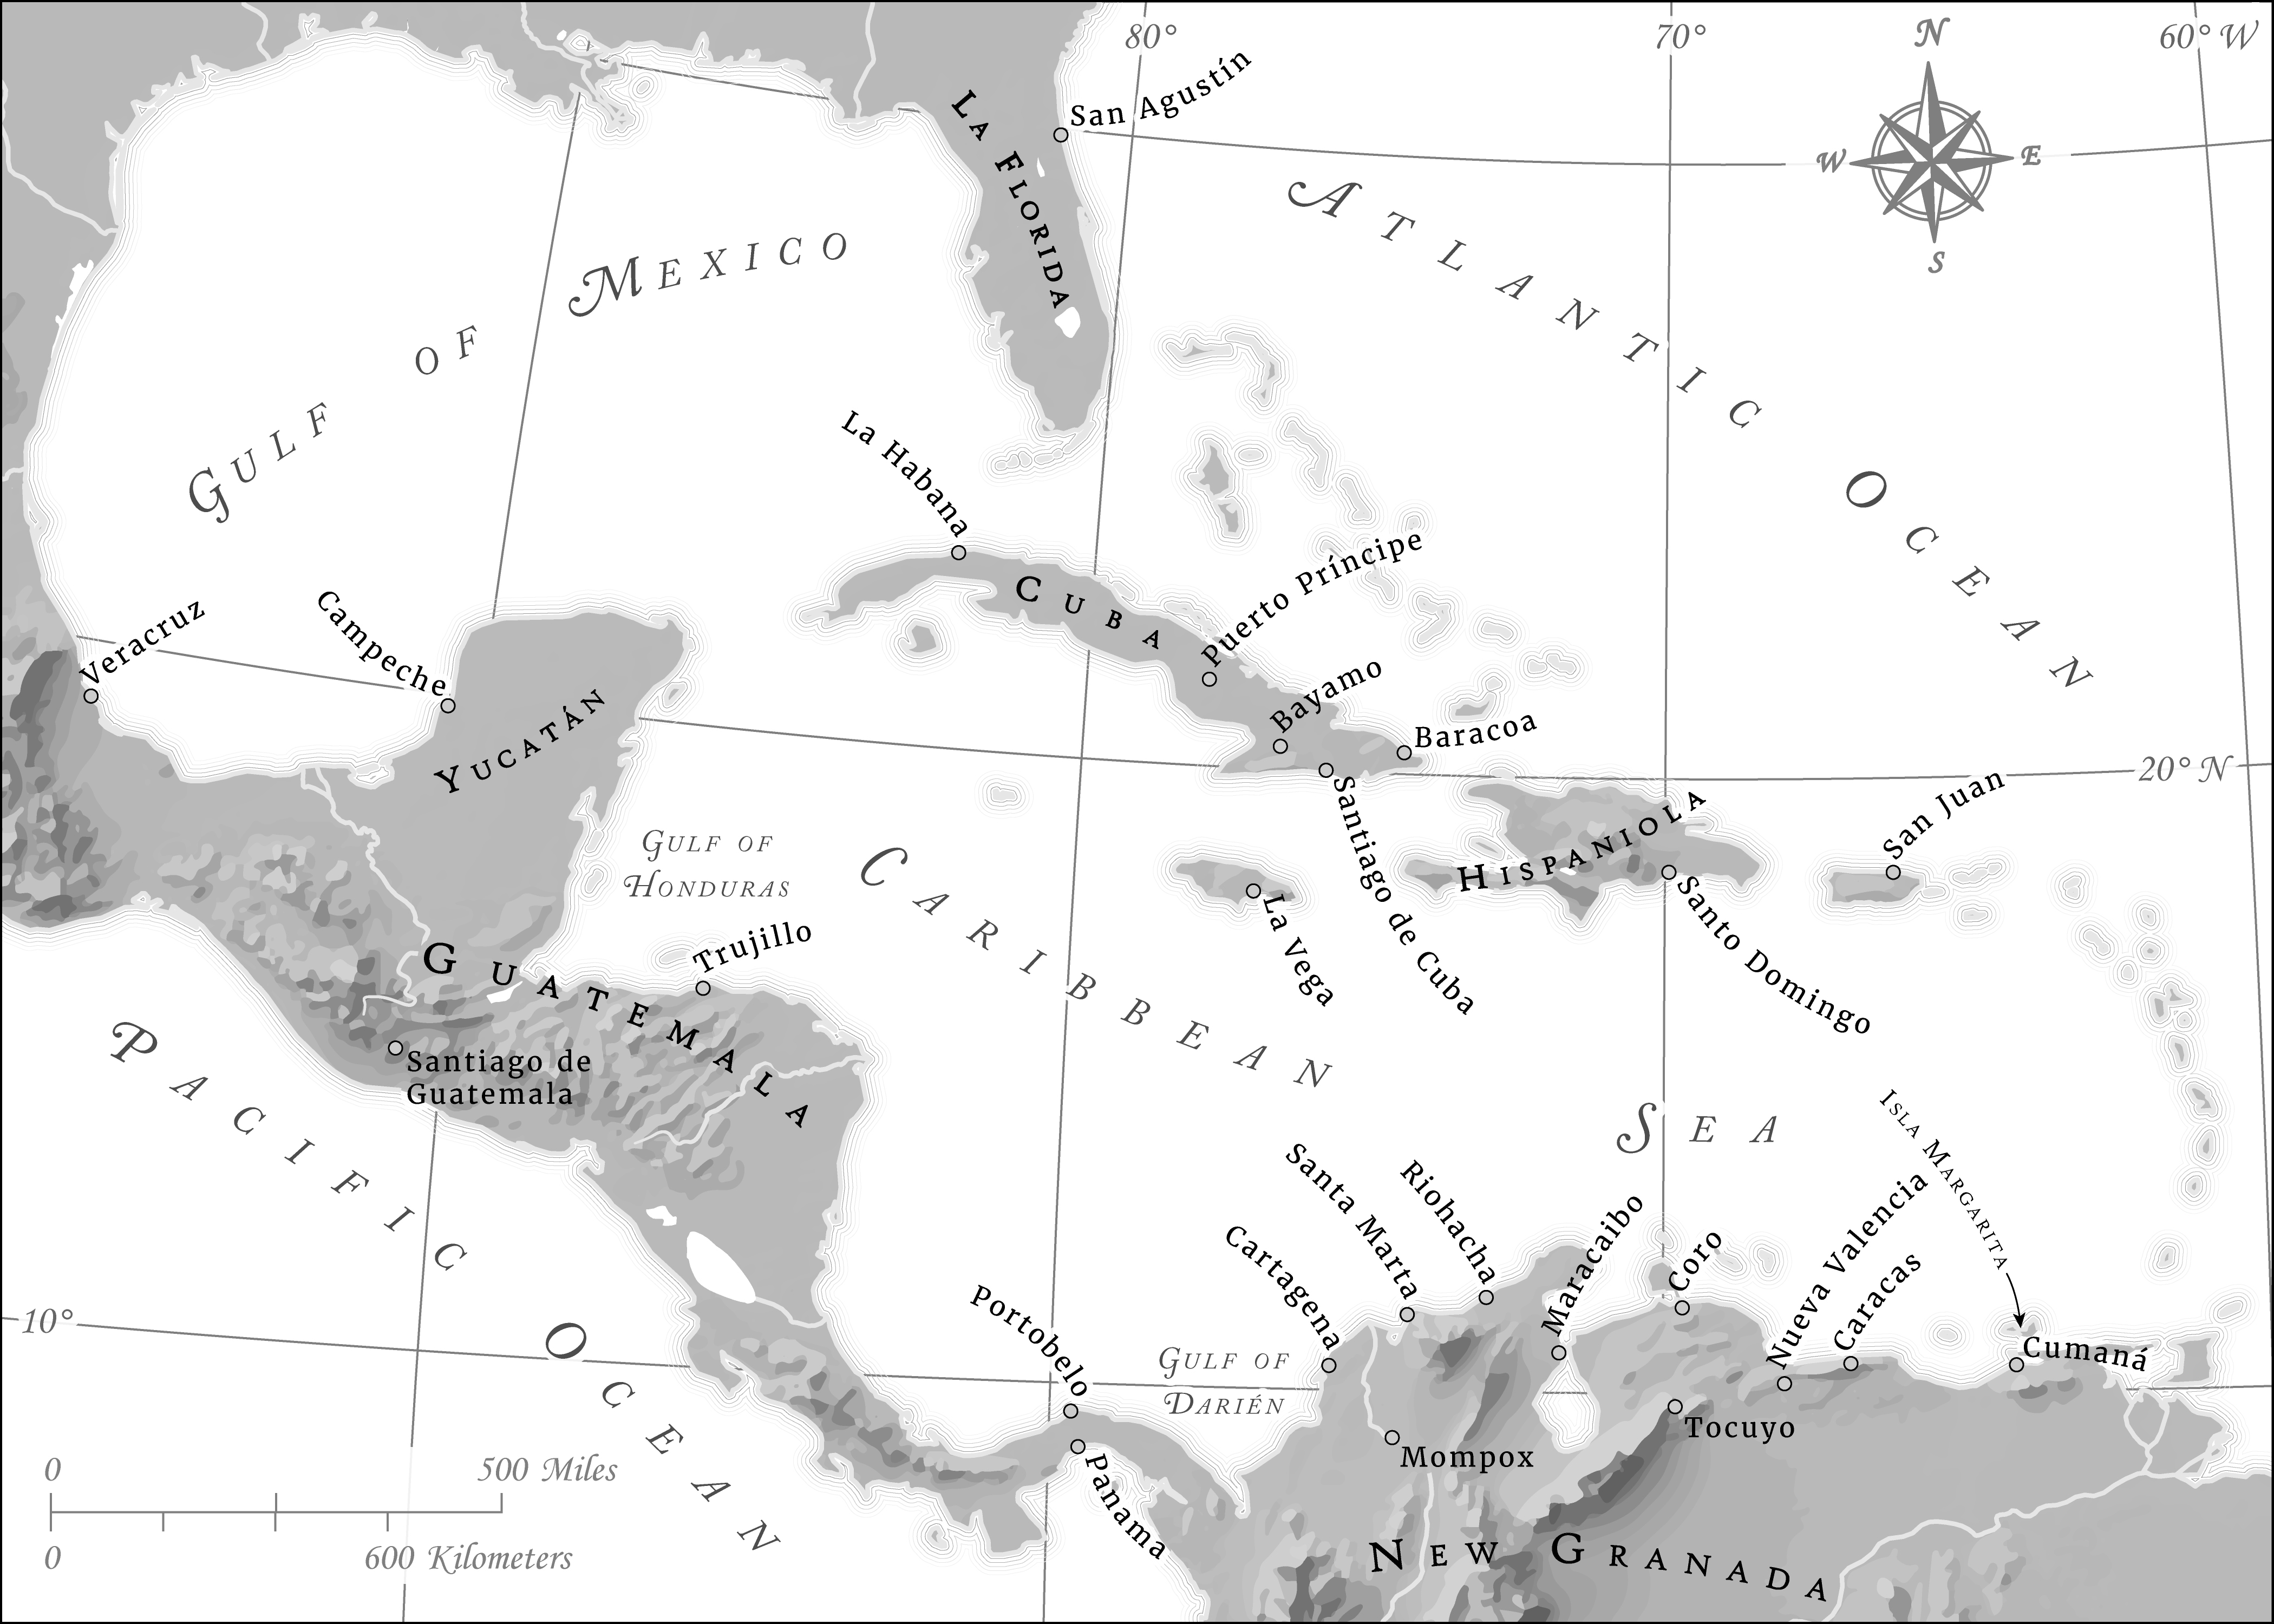 80°
70°
60° W
N
W
E
S
San Agustín
La Florida
Atlantic Ocean
Gulf of Mexico
La Habana
Cuba
Puerto Príncipe
Bayamo
Baracoa
Santiago de Cuba
Veracruz
Campeche
Yucatán
20° N
Hispaniola
San Juan
Santo Domingo
La Vega
Gulf of
Honduras
Caribbean Sea
Trujillo
Guatemala
Santiago de
Guatemala
Pacific Ocean
Isla Margarita
Santa Marta
Riohacha
Maracaibo
Coro
Nueva Valencia
Caracas
Cumaná
Cartagena
Portobelo
10°
Gulf of
Darién
Tocuyo
Mompox
Panama
New Granada
0
500 Miles
0
600 Kilometers